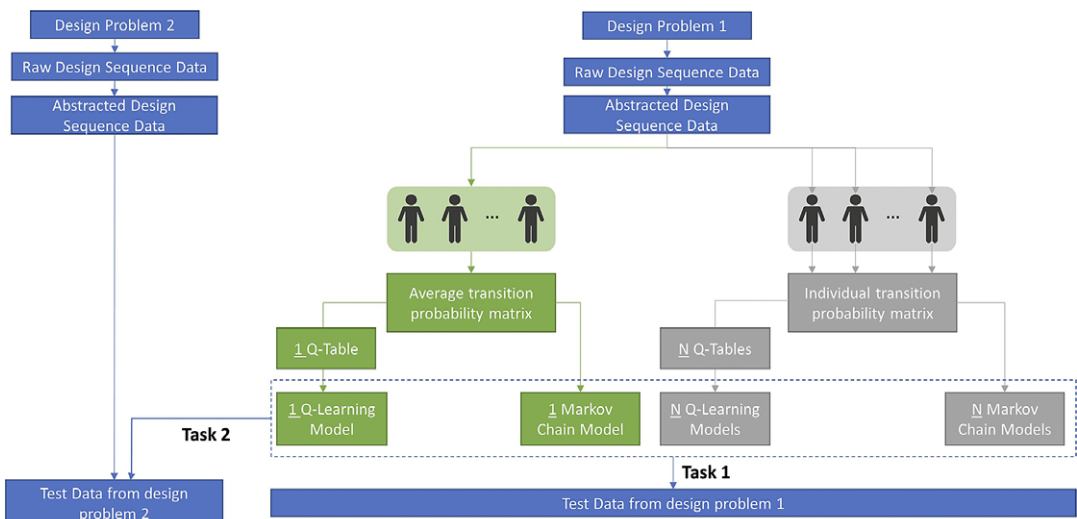 Design Problem 2
Raw Design Sequence Data
Abstracted Design
Sequence Data
Design Problem 1
Raw Design Sequence Data
Abstracted Design
Sequence Data
...
...
Average transition
probability matrix
Individual transition
probability matrix
1 Q-Table
N Q-Tables
1 Q-Learning
Model
1 Markov
Chain Model
N Q-Learning
Models
N Markov
Chain Models
Task 2
Task 1
Test Data from design
problem 2
Test Data from design problem 1